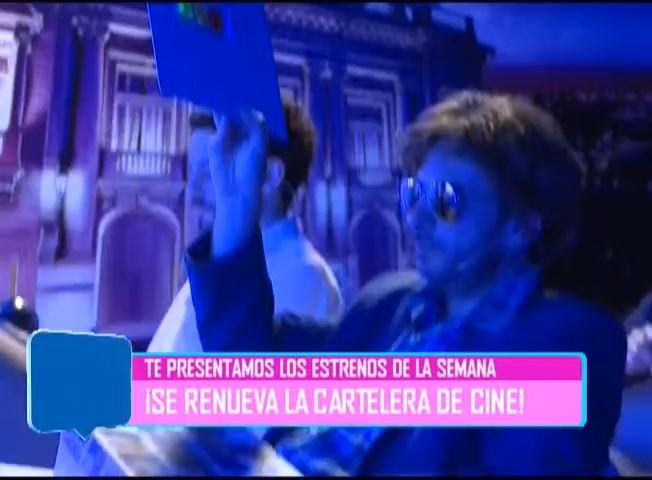 TE PRESENTAMOS LOS ESTRENOS DE LA SEMANA
¡SE RENUEVA LA CARTELERA DE CINE!